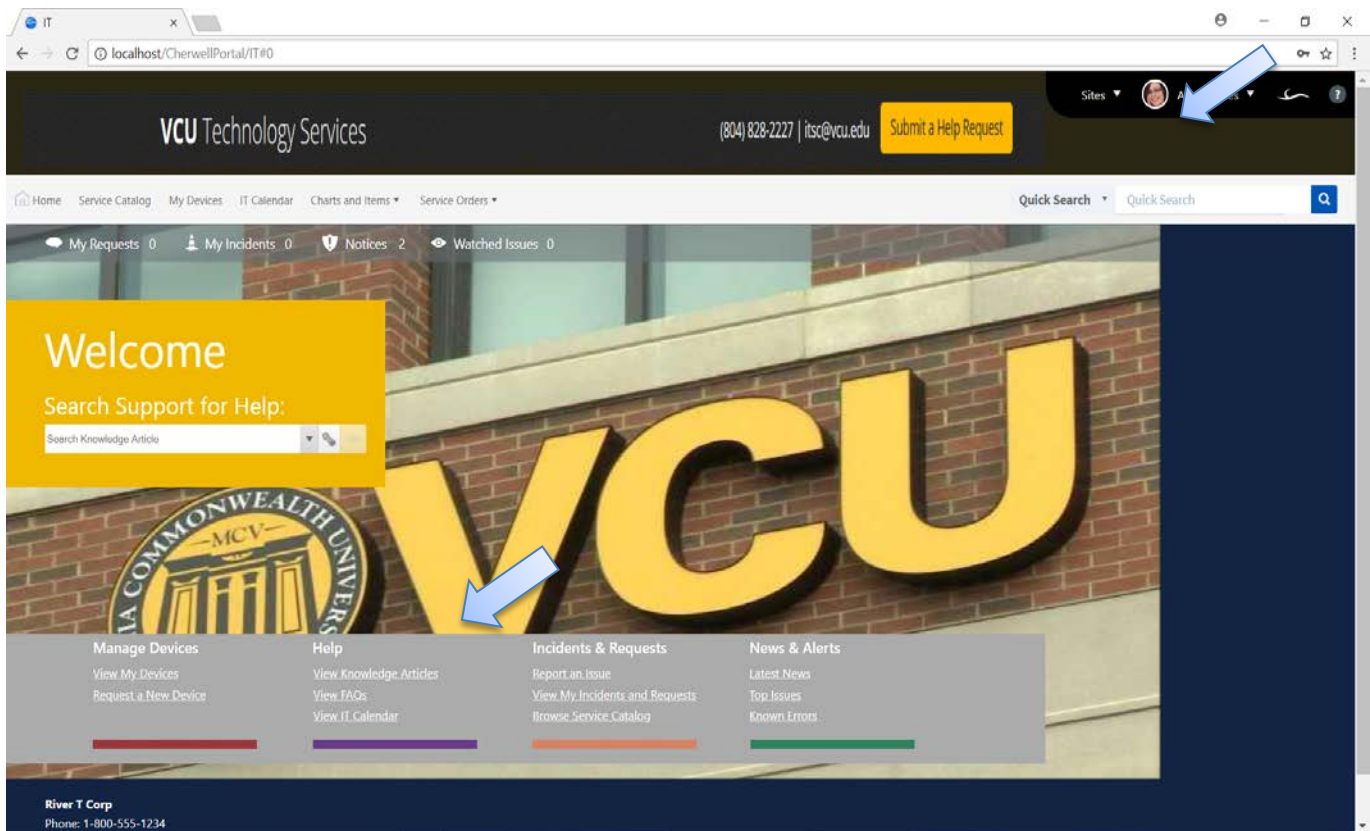 IT
localhost/CherwellPortal/IT#0
Sites
VCU Technology Services
(804) 828-2227 | itsc@vcu.edu
Submit a Help Request
Home Service Catalog My Devices IT Calendar Charts and Items Service Orders
Quick Search Quick Search
My Requests 0 My Incidents 0 Notices 2 Watched Issues 0
Welcome
Search Support for Help:
Search Knowledge Article
VCU
COMMONWEALTH
MCV
Manage Devices
View My Devices
Request a New Device
Help
View Knowledge Articles
View FAQs
View IT Calendar
Incidents & Requests
Report an Issue
View My Incidents and Requests
Browse Service Catalog
News & Alerts
Latest News
Top Issues
Known Errors
River T Corp
Phone: 1-800-555-1234